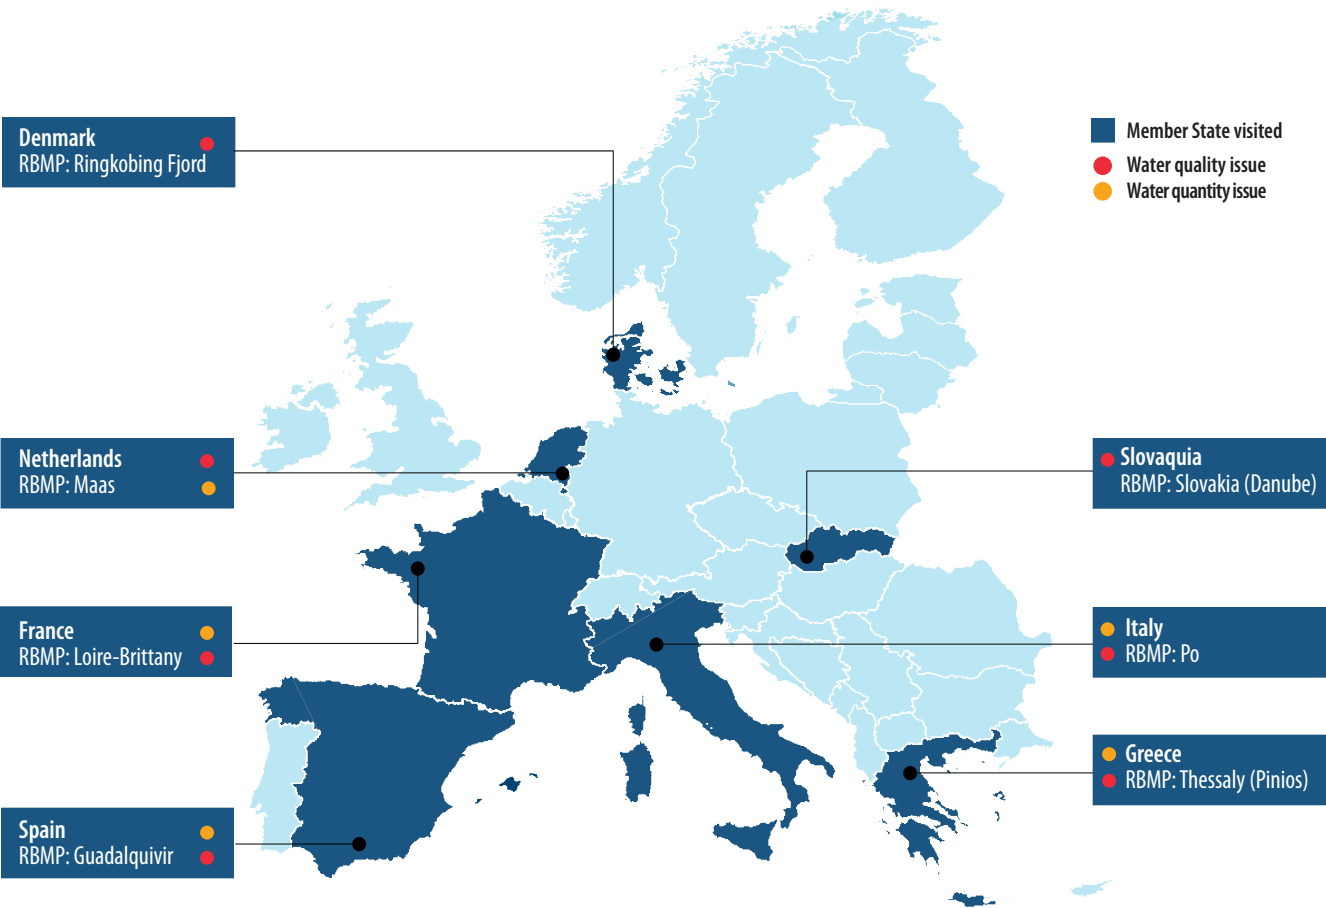 Denmark
RBMP: Ringkobing Fjord
Member State visited
Water quality issue
Water quantity issue
Netherlands
RBMP: Maas
Slovaquia
RBMP: Slovakia (Danube)
France
RBMP: Loire-Brittany
Italy
RBMP: Po
Greece
RBMP: Thessaly (Pinios)
Spain
RBMP: Guadalquivir